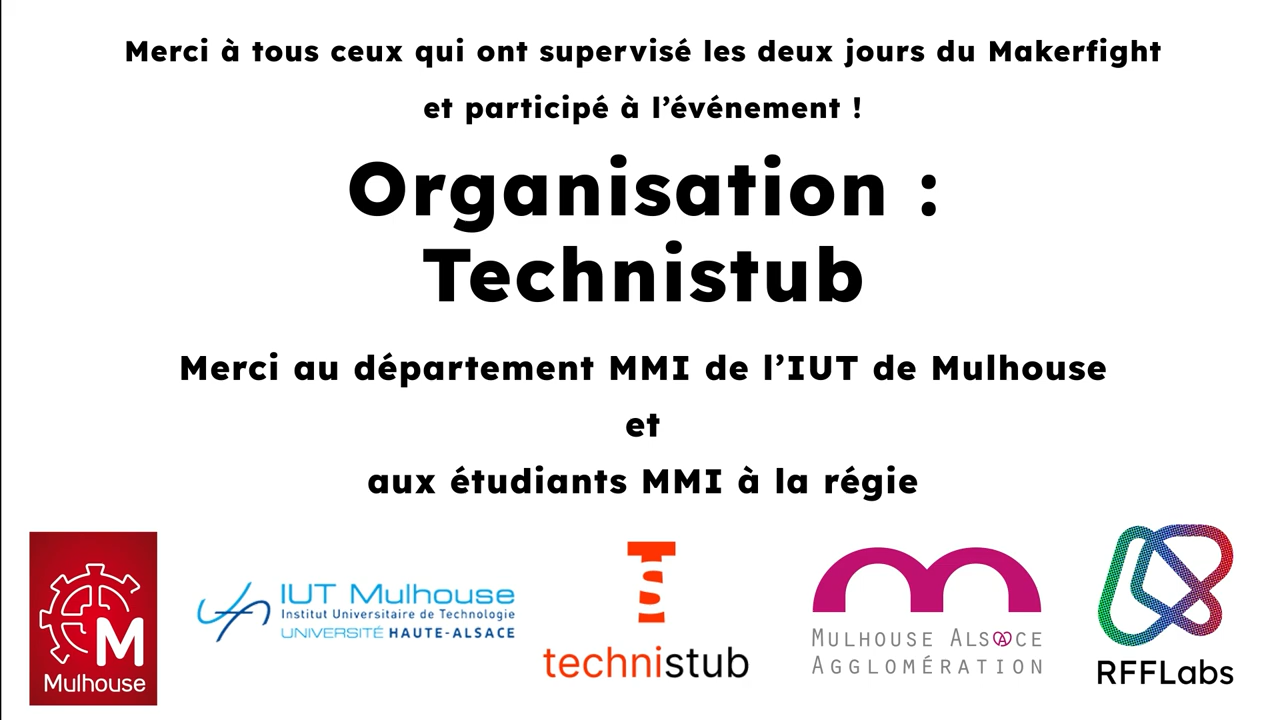 Merci à tous ceux qui ont supervisé les deux jours du Makerfight
et participé à l’événement !
Organisation :
Technistub
Merci au département MMI de l’IUT de Mulhouse
et
aux étudiants MMI à la régie
M
Mulhouse
IUT Mulhouse
Institut Universitaire de Technologie
UNIVERSITÉ HAUTE-ALSACE
technistub
MULHOUSE ALSACE
AGGLOMÉRATION
RFFLabs